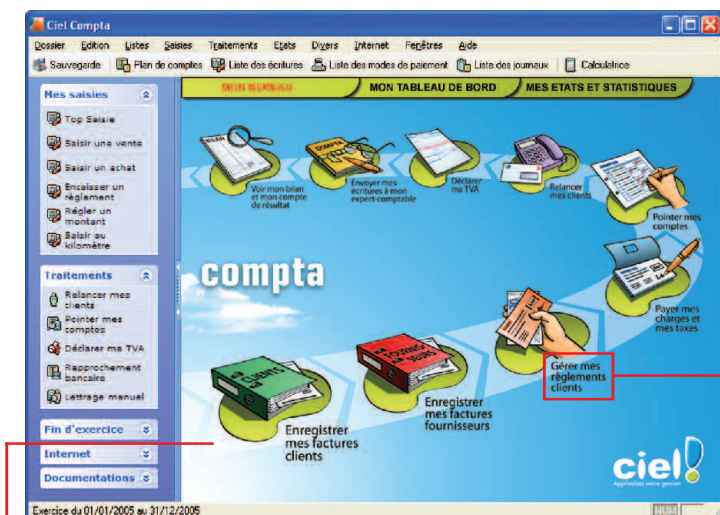 Ciel Compta
Dossier Edition Listes Saisies Traitements Etats Divers Internet Fenêtres Aide
Sauvegarde Plan de comptes Liste des écritures Liste des modes de paiement Liste des journaux Calculatrice
MON BUREAU MON TABLEAU DE BORD MES ETATS ET STATISTIQUES
Mes saisies
Top Saisie
Saisir une vente
Saisir un achat
Encaisser un
règlement
Régler un
montant
Saisir au
kilomètre
Traitements
Relancer mes
clients
Pointer mes
comptes
Déclarer ma TVA
Rapprochement
bancaire
Lettrage manuel
Fin d'exercice
Internet
Documentations
BILAN
Voir mon bilan
et mon compte
de résultat
COMPTA
Envoyer mes
écritures à mon
expert-comptable
Déclarer
ma TVA
Relancer
mes clients
Pointer mes
comptes
Payer mes
charges et
mes taxes
compta
Gérer mes
règlements
clients
FOURNIS-
SEURS
Enregistrer
mes factures
fournisseurs
CLIENTS
Enregistrer
mes factures
clients
ciel!
Exercice du 01/01/2005 au 31/12/2005
NUM